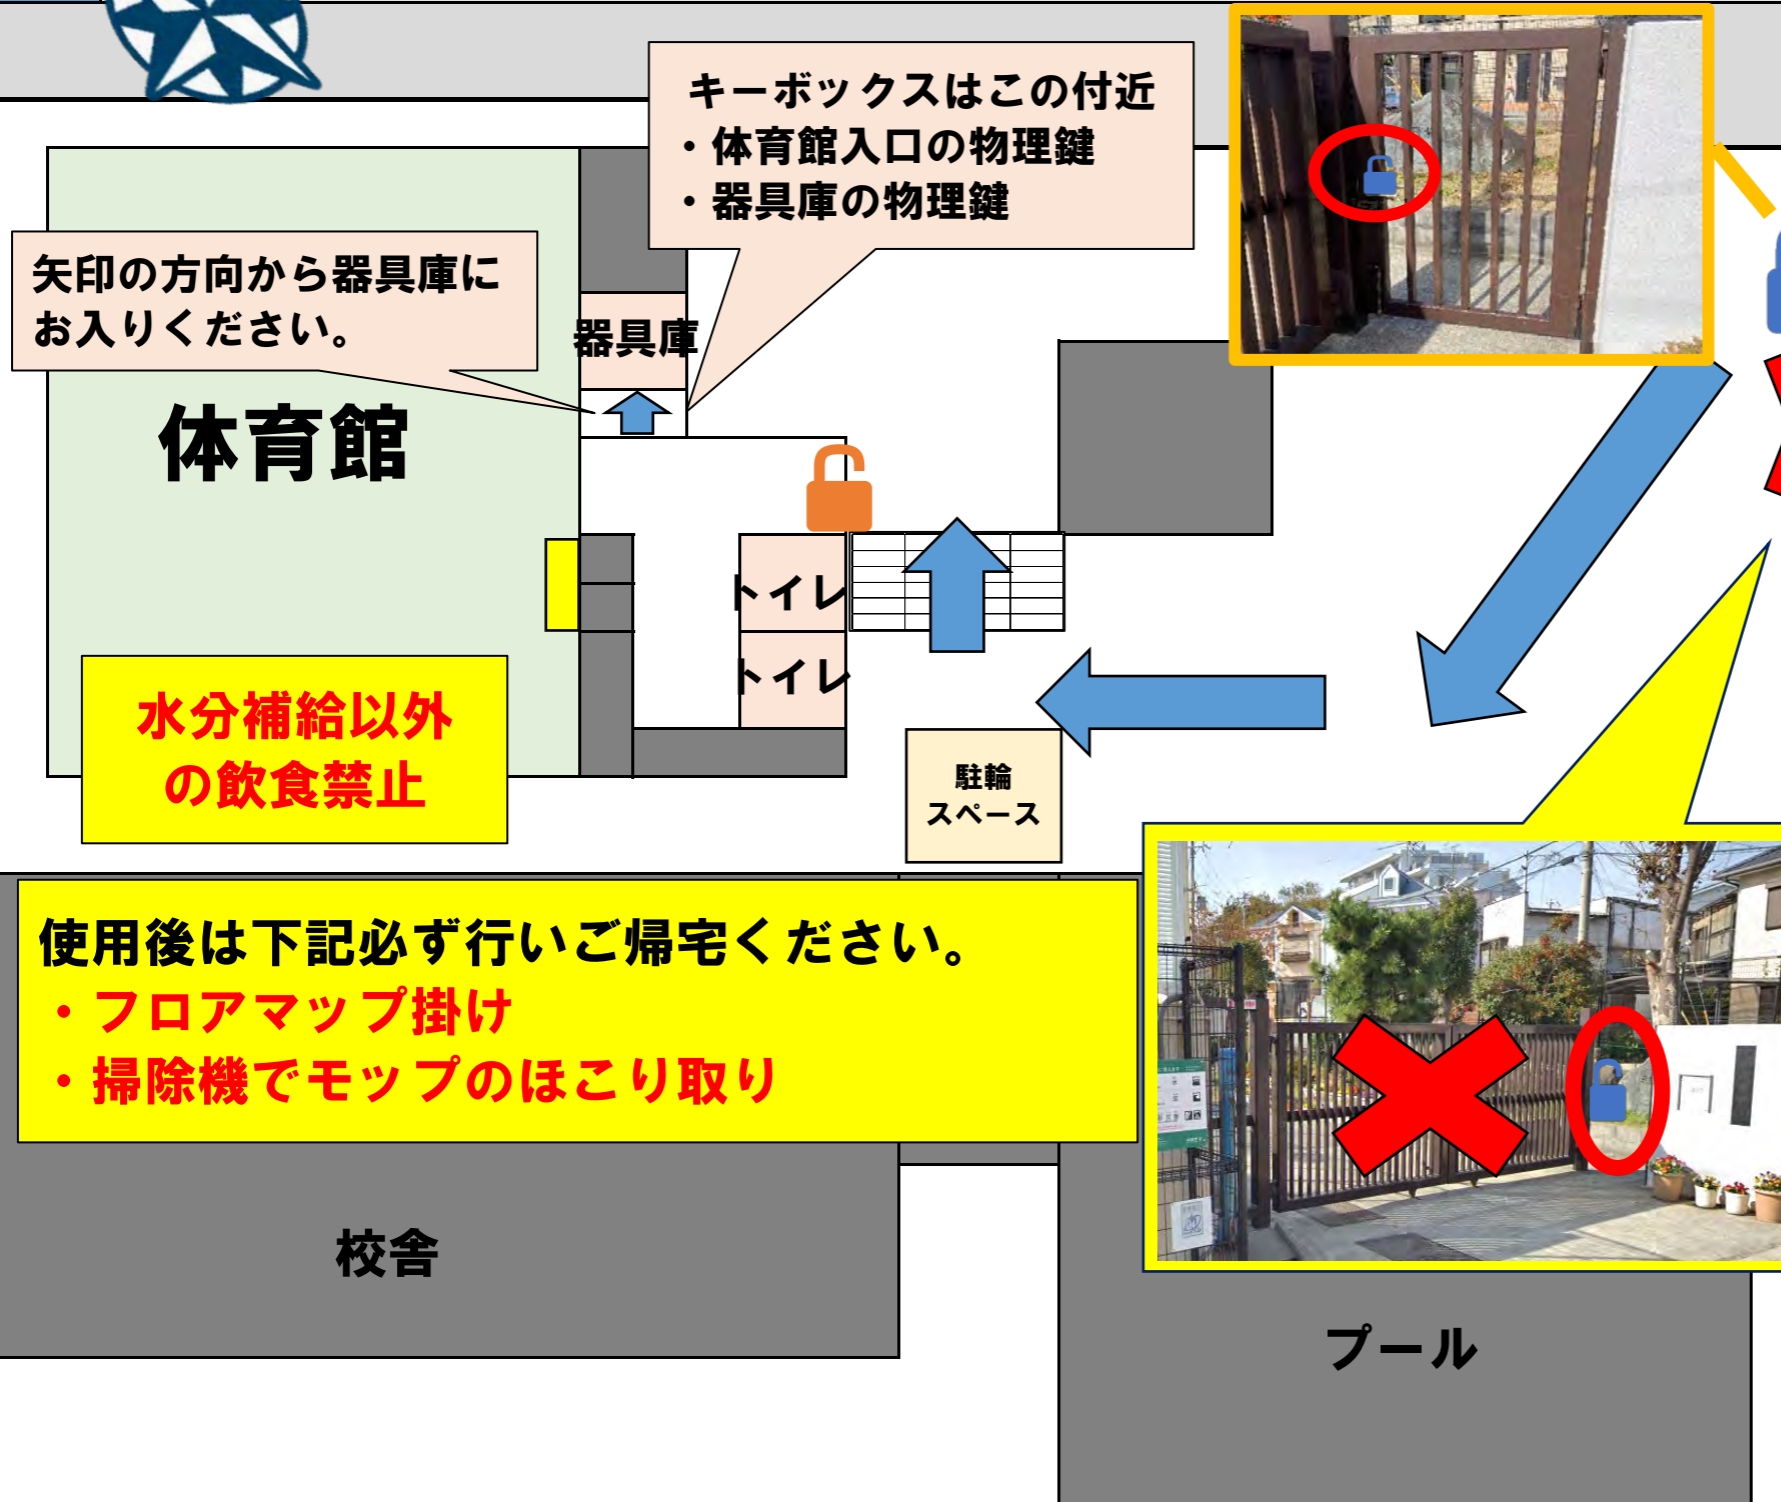 キーボックスはこの付近
・体育館入口の物理鍵
・器具庫の物理鍵
矢印の方向から器具庫に
お入りください。
器具庫
体育館
トイレ
トイレ
水分補給以外
の飲食禁止
駐輪
スペース
使用後は下記必ず行いご帰宅ください。
・フロアマップ掛け
・掃除機でモップのほこり取り
校舎
プール